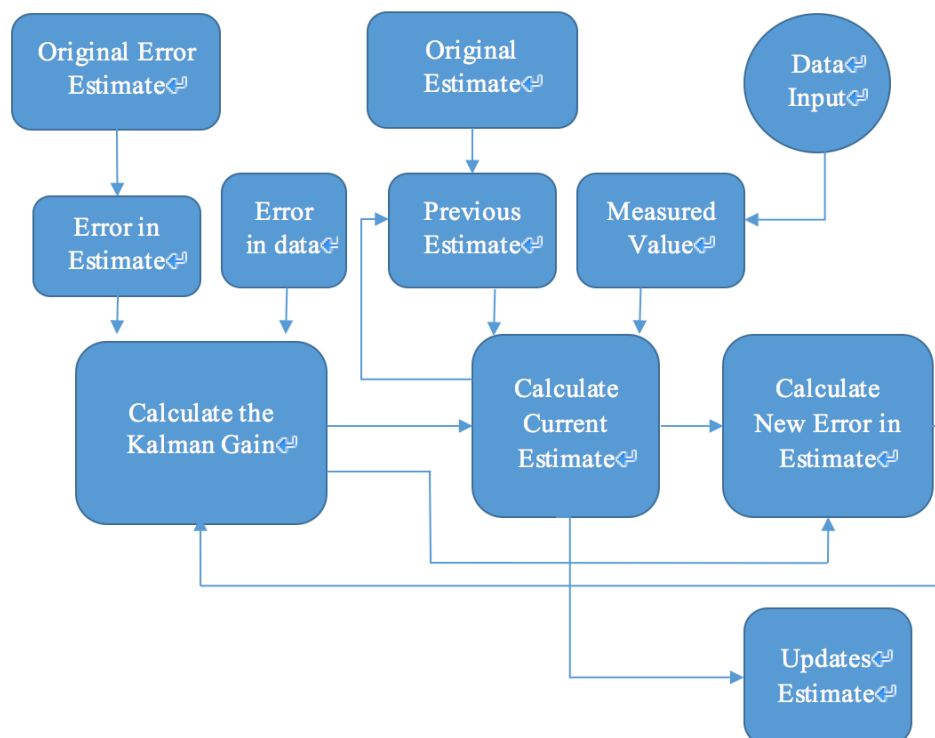 Original Error
Estimate↵
Original
Estimate↵
Data↵
Input↵
Error in
Estimate↵
Error
in data↵
Previous
Estimate↵
Measured
Value↵
Calculate the
Kalman Gain↵
Calculate
Current
Estimate↵
Calculate
New Error in
Estimate↵
Updates↵
Estimate↵